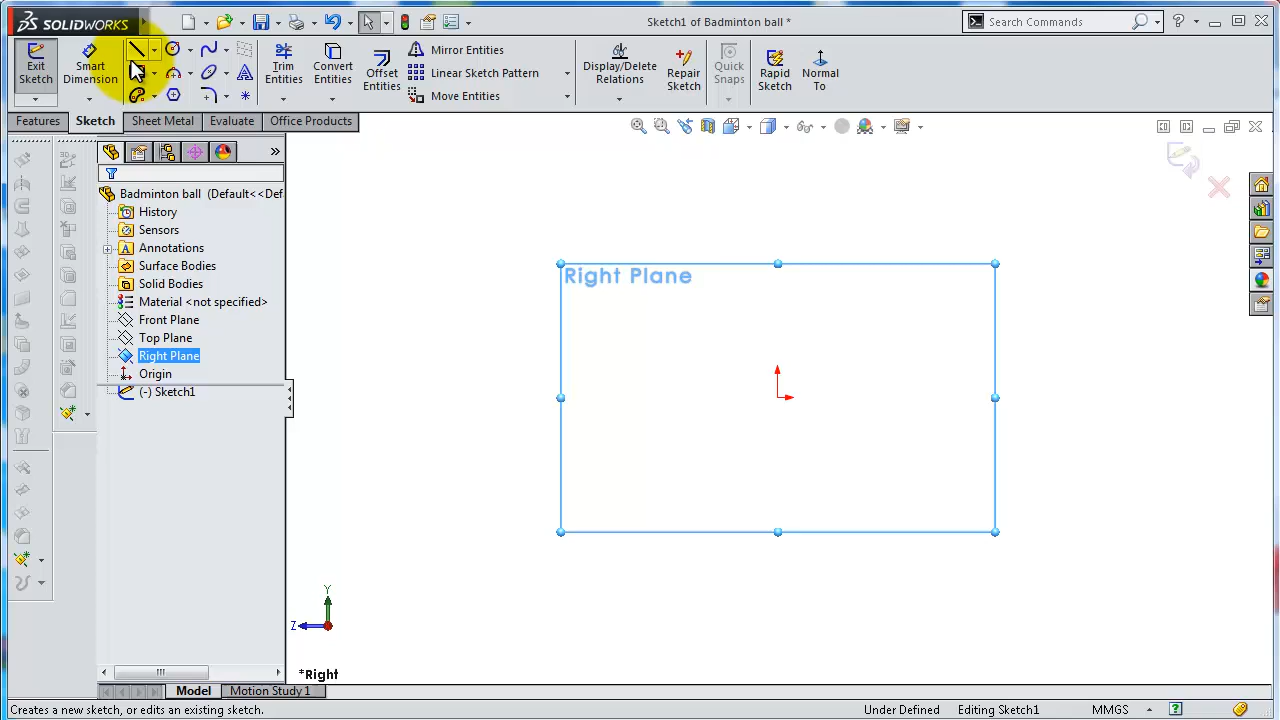 SOLIDWORKS
Sketch1 of Badminton ball *
Search Commands
Exit Sketch
Smart Dimension
Trim Entities
Convert Entities
Offset Entities
Mirror Entities
Linear Sketch Pattern
Move Entities
Display/Delete Relations
Repair Sketch
Quick Snaps
Rapid Sketch
Normal To
Features
Sketch
Sheet Metal
Evaluate
Office Products
Badminton ball (Default<<Def
History
Sensors
Annotations
Surface Bodies
Solid Bodies
Material <not specified>
Front Plane
Top Plane
Right Plane
Origin
(-) Sketch1
Right Plane
Y
Z
*Right
Model
Motion Study 1
Creates a new sketch, or edits an existing sketch.
Under Defined
Editing Sketch1
MMGS